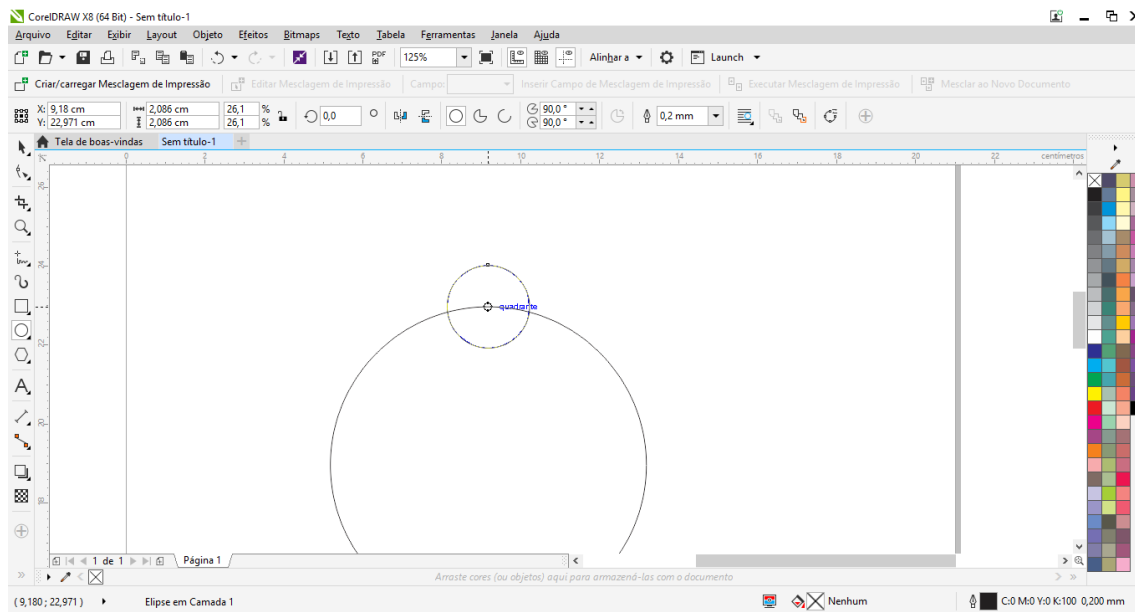 CorelDRAW X8 (64 Bit) - Sem título-1
Arquivo Editar Exibir Layout Objeto Efeitos Bitmaps Texto Tabela Ferramentas Janela Ajuda
PDF 125% Alinhar a Launch
Criar/carregar Mesclagem de Impressão Editar Mesclagem de Impressão Campo: Inserir Campo de Mesclagem de Impressão Executar Mesclagem de Impressão Mesclar ao Novo Documento
X: 9,18 cm 2,086 cm 26,1 % 0,0 ° 90,0 ° 0,2 mm
Y: 22,971 cm 2,086 cm 26,1 % 90,0 °
Tela de boas-vindas Sem título-1
0 2 4 6 8 10 12 14 16 18 20 22 centímetros
26
24
quadrante
22
20
18
1 de 1 Página 1
Arraste cores (ou objetos) aqui para armazená-las com o documento
( 9,180 ; 22,971 ) Elipse em Camada 1 Nenhum C:0 M:0 Y:0 K:100 0,200 mm